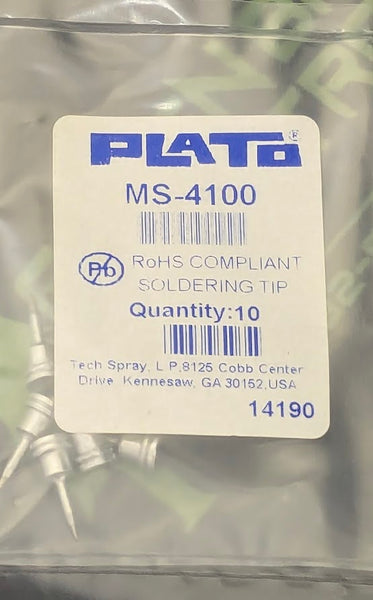 PLATO®
MS-4100
Pb
RoHS COMPLIANT
SOLDERING TIP
Quantity:10
Tech Spray, L P,8125 Cobb Center
Drive, Kennesaw, GA 30152,USA
14190